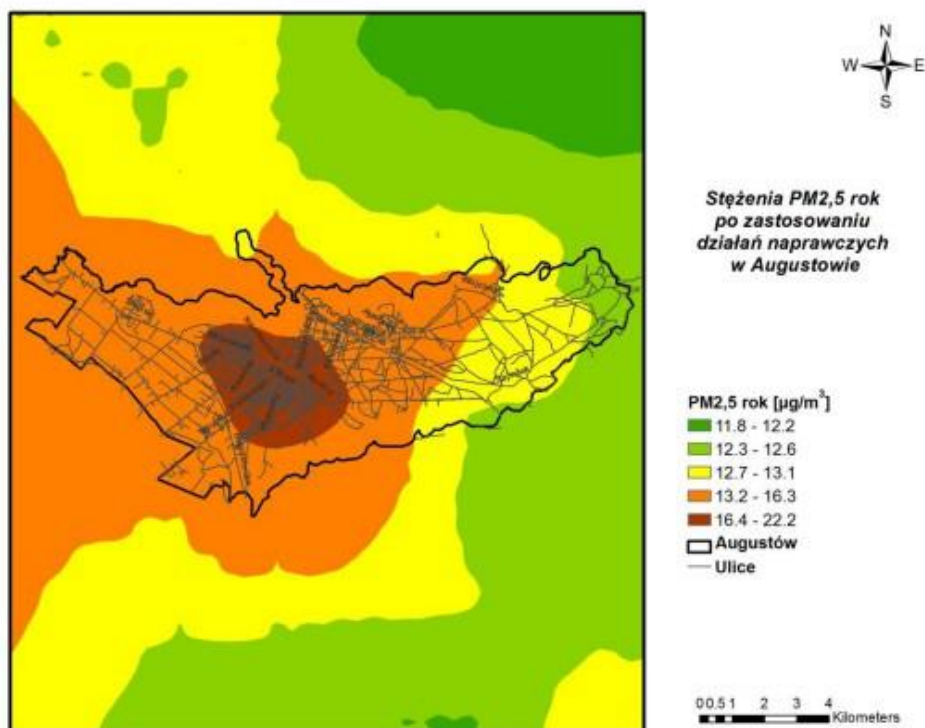 N
W E
S
Stężenia PM2,5 rok
po zastosowaniu
działań naprawczych
w Augustowie
PM2,5 rok [µg/m³]
11.8 - 12.2
12.3 - 12.6
12.7 - 13.1
13.2 - 16.3
16.4 - 22.2
Augustów
Ulice
0 0.5 1 2 3 4
Kilometers